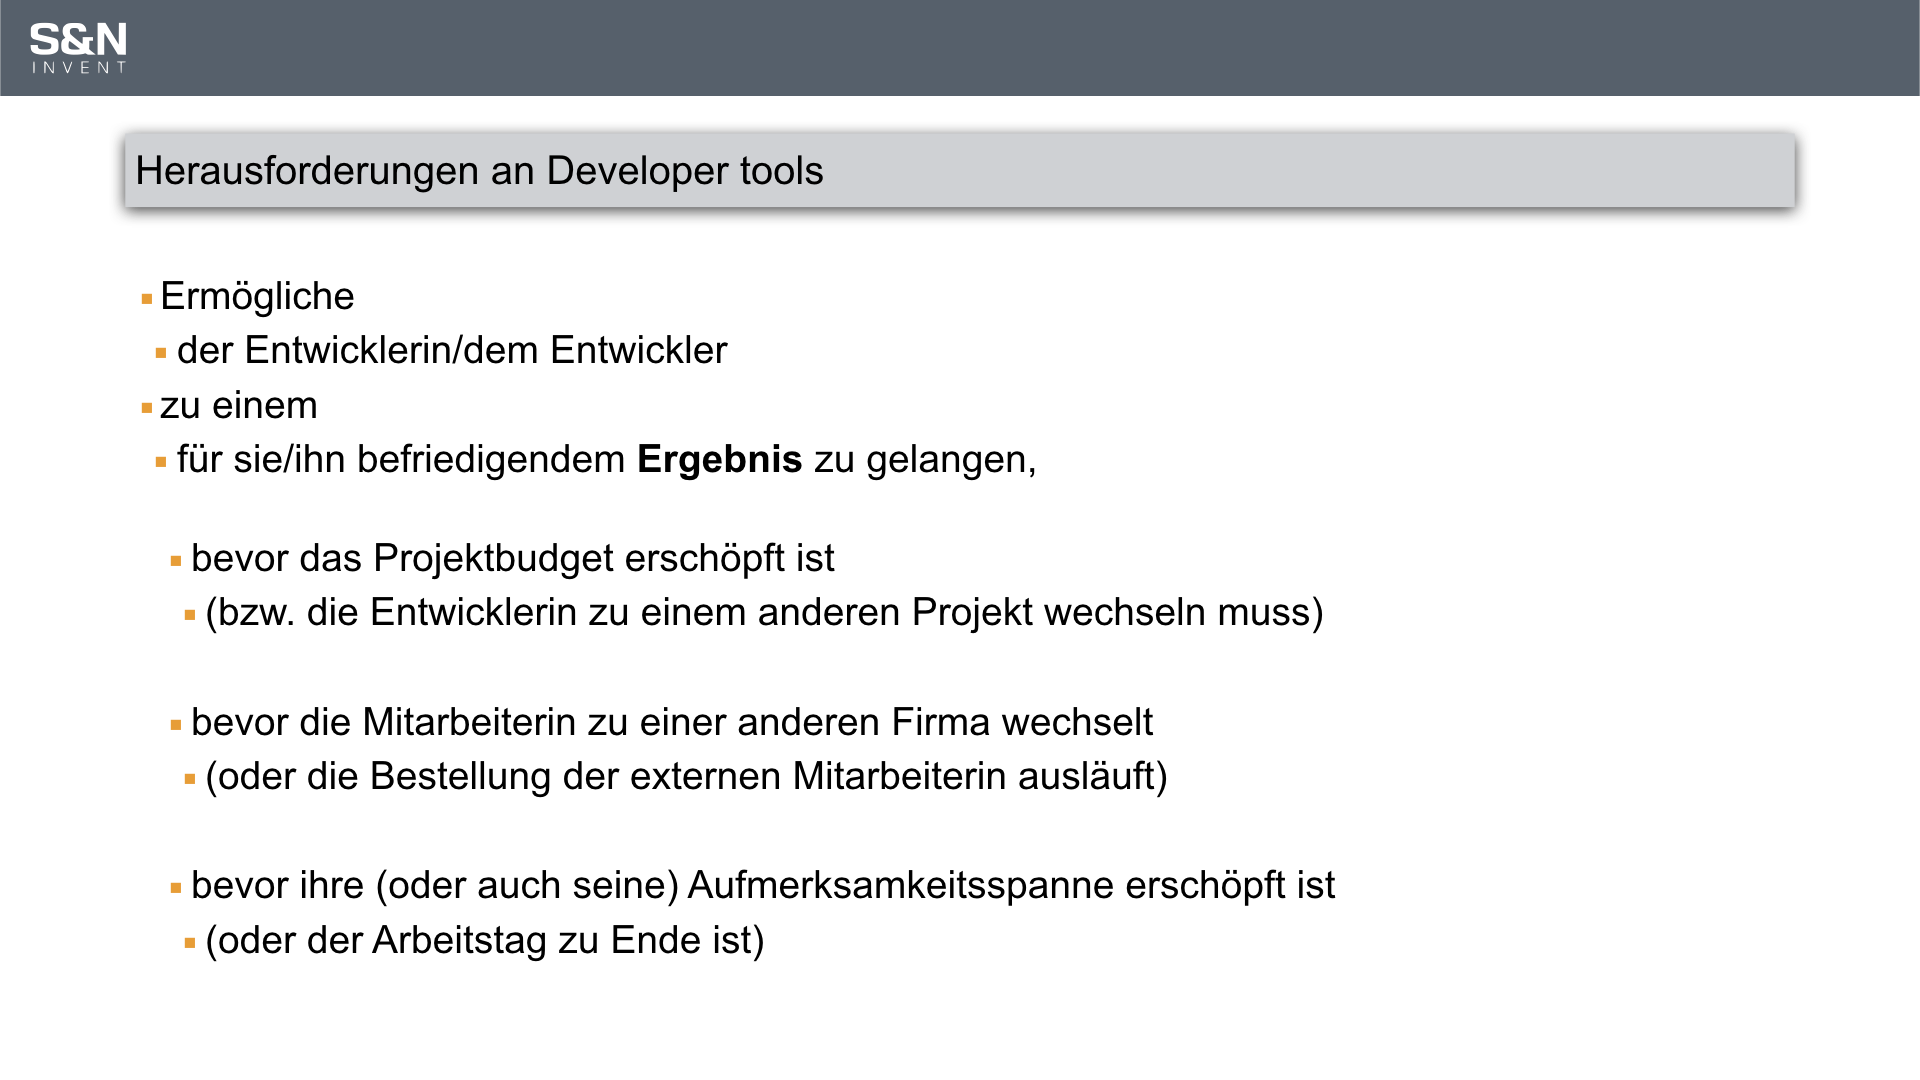 S&N
INVENT
Herausforderungen an Developer tools
Ermögliche
der Entwicklerin/dem Entwickler
zu einem
für sie/ihn befriedigendem Ergebnis zu gelangen,
bevor das Projektbudget erschöpft ist
(bzw. die Entwicklerin zu einem anderen Projekt wechseln muss)
bevor die Mitarbeiterin zu einer anderen Firma wechselt
(oder die Bestellung der externen Mitarbeiterin ausläuft)
bevor ihre (oder auch seine) Aufmerksamkeitsspanne erschöpft ist
(oder der Arbeitstag zu Ende ist)